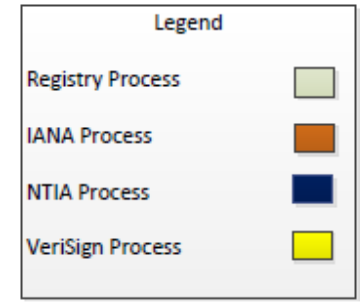 Legend
Registry Process
IANA Process
NTIA Process
VeriSign Process